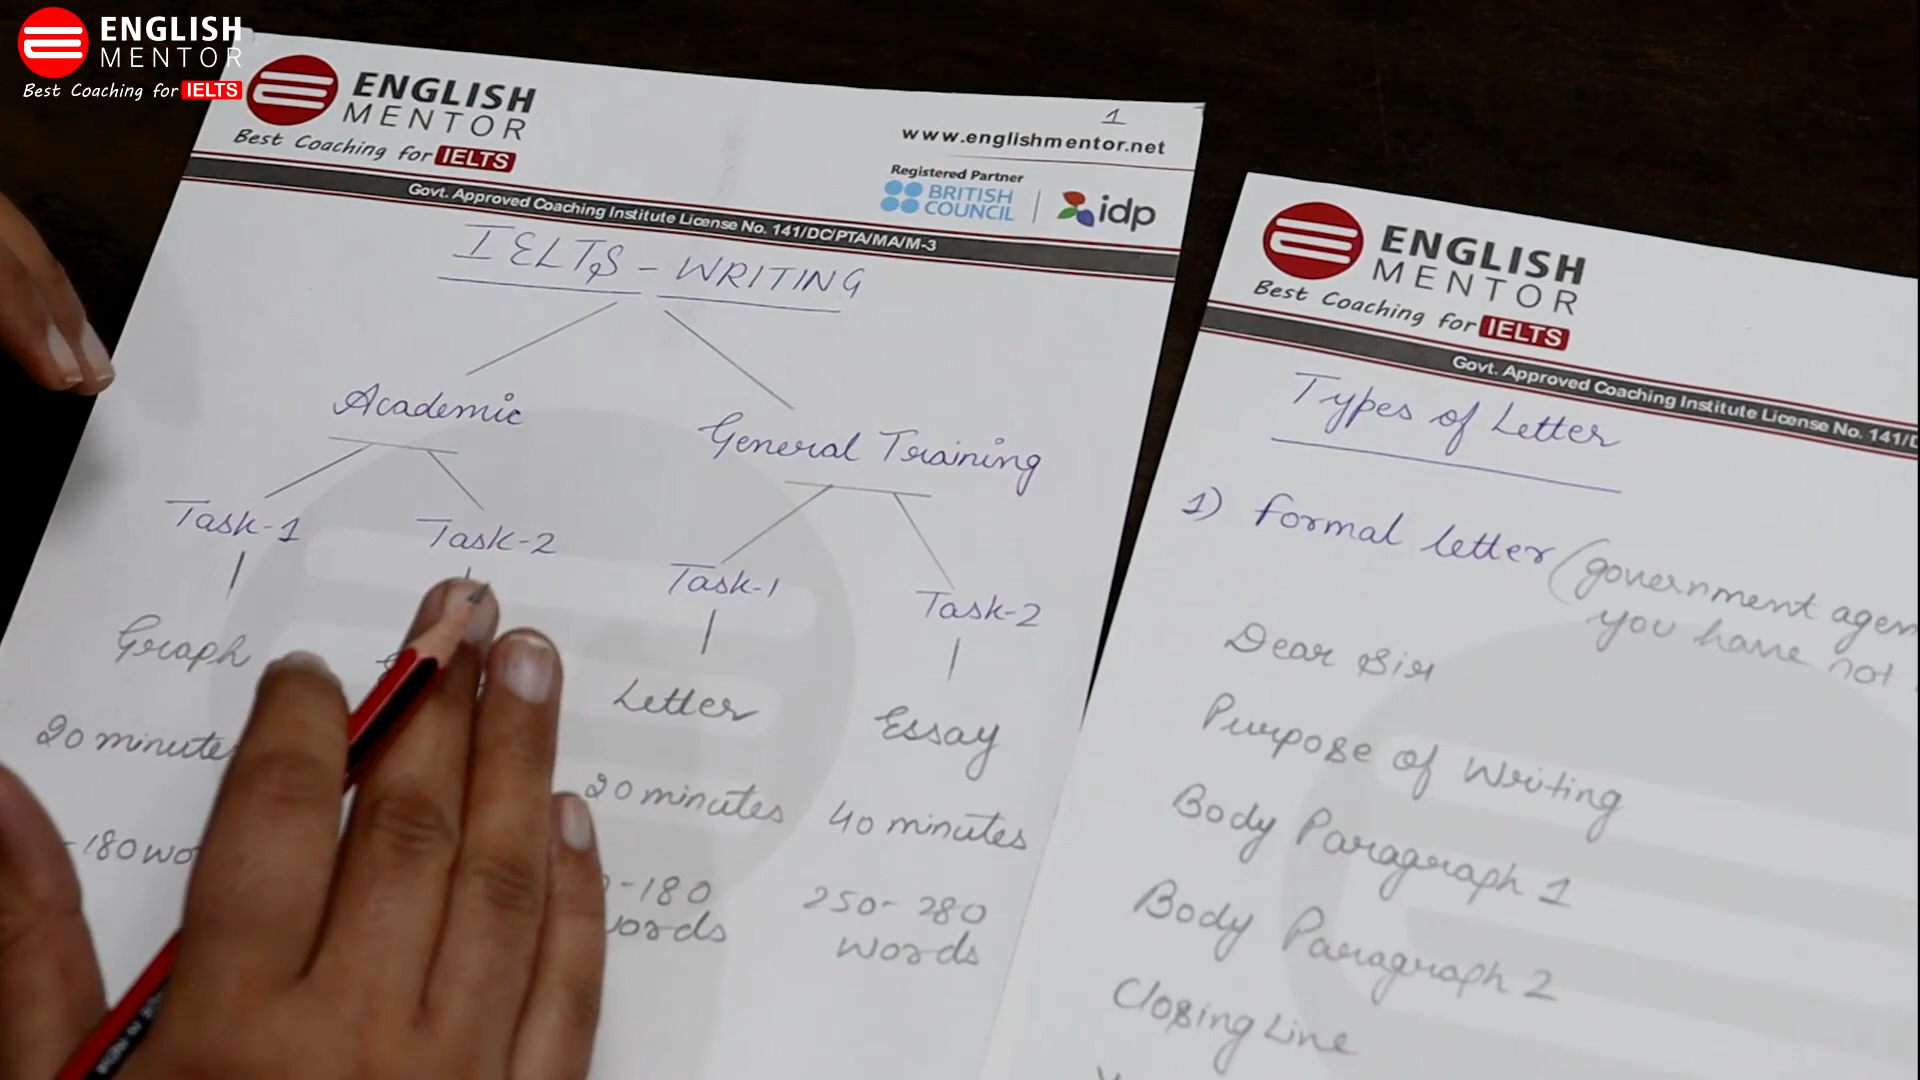 ENGLISH
MENTOR
Best Coaching for IELTS
ENGLISH
MENTOR
Best Coaching for IELTS
1
www.englishmentor.net
Registered Partner
BRITISH
COUNCIL
idp
Govt. Approved Coaching Institute License No. 141/DC/PTA/MA/M-3
IELTS - WRITING
Academic
General Training
Task-1
Task-2
Task-1
Task-2
Graph
Letter
Essay
20 minute
20 minutes
40 minutes
-180 wo
-180
words
250-280
words
ENGLISH
MENTOR
Best Coaching for IELTS
Govt. Approved Coaching Institute License No. 141/
Types of Letter
1) Formal letter (government agen
you have not
Dear Sir
Purpose of Writing
Body Paragraph 1
Body Paragraph 2
Closing Line